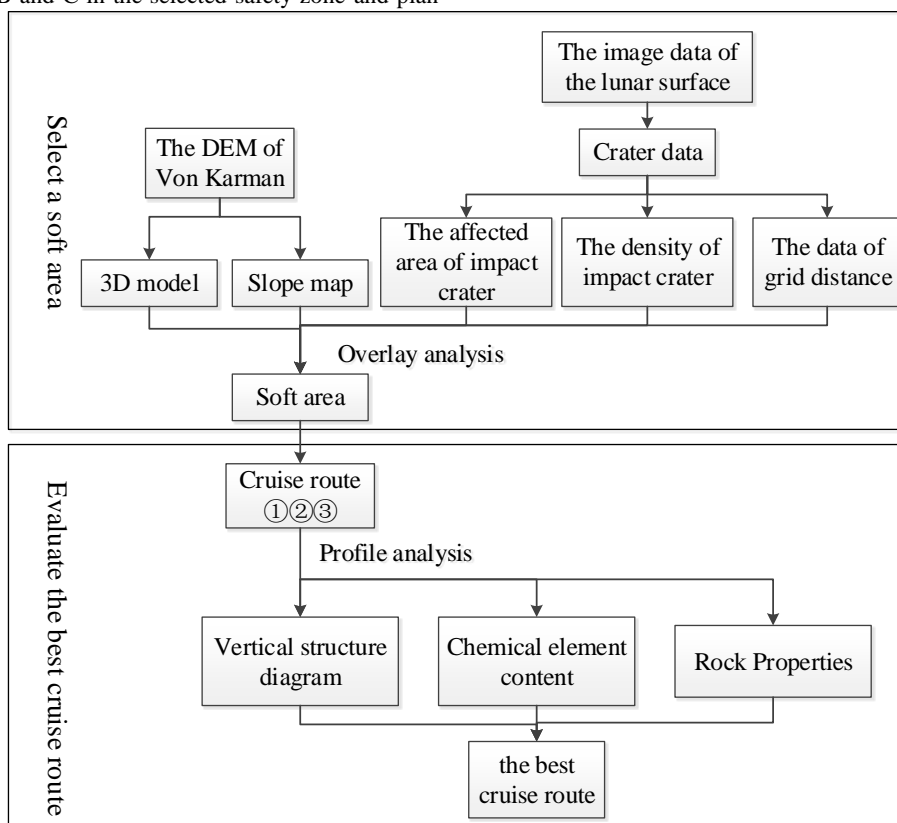 B and C in the selected safety zone and plan
Select a soft area
The image data of
the lunar surface
The DEM of
Von Karman
Crater data
3D model
Slope map
The affected
area of impact
crater
The density of
impact crater
The data of
grid distance
Overlay analysis
Soft area
Evaluate the best cruise route
Cruise route
①②③
Profile analysis
Vertical structure
diagram
Chemical element
content
Rock Properties
the best
cruise route